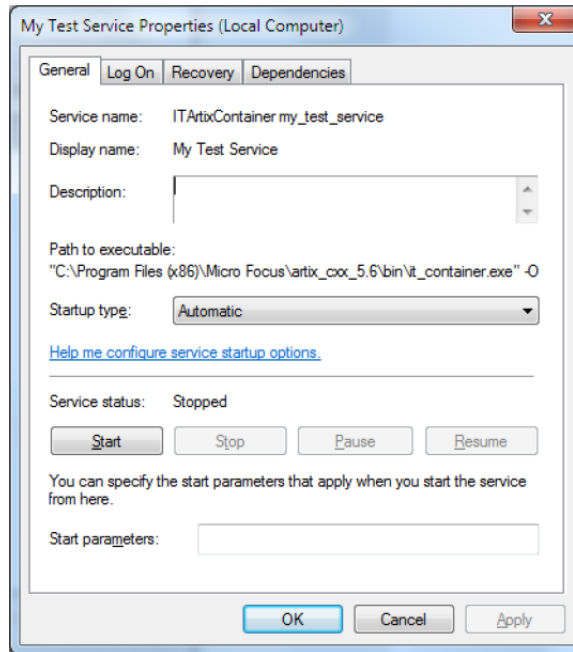 My Test Service Properties (Local Computer)
General
Log On
Recovery
Dependencies
Service name: ITArtixContainer my_test_service
Display name: My Test Service
Description:
Path to executable:
"C:\Program Files (x86)\Micro Focus\artix_cxx_5.6\bin\it_container.exe" -O
Startup type: Automatic
Help me configure service startup options.
Service status: Stopped
Start
Stop
Pause
Resume
You can specify the start parameters that apply when you start the service
from here.
Start parameters:
OK
Cancel
Apply